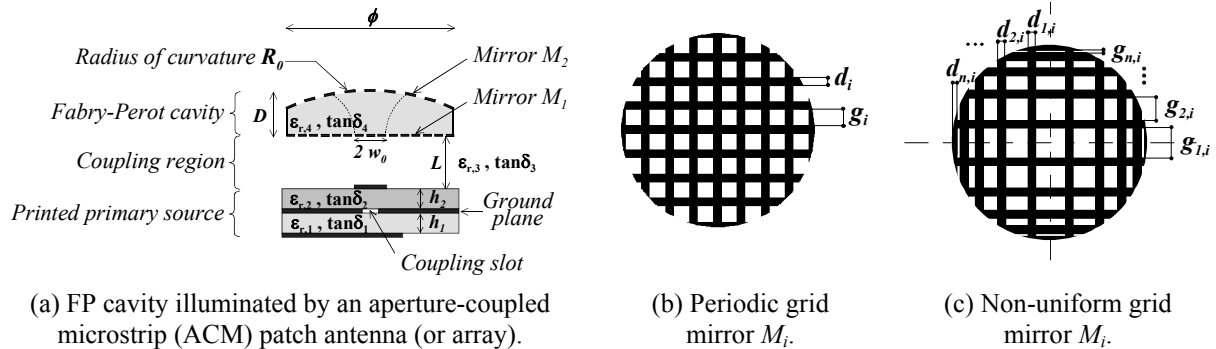 ϕ
Radius of curvature R₀
Mirror M₂
Fabry-Perot cavity
D
Mirror M₁
εᵣ,₄ , tanδ₄
2 w₀
Coupling region
L
εᵣ,₃ , tanδ₃
Printed primary source
εᵣ,₂ , tanδ₂
h₂
Ground plane
εᵣ,₁ , tanδ₁
h₁
Coupling slot
(a) FP cavity illuminated by an aperture-coupled
microstrip (ACM) patch antenna (or array).
dᵢ
gᵢ
(b) Periodic grid
mirror Mᵢ.
...
d₂,ᵢ
d₁,ᵢ
gₙ,ᵢ
dₙ,ᵢ
g₂,ᵢ
g₁,ᵢ
(c) Non-uniform grid
mirror Mᵢ.